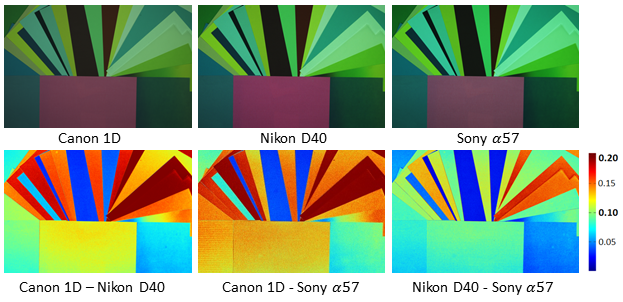 Canon 1D
Nikon D40
Sony α57
0.20
0.15
0.10
0.05
Canon 1D – Nikon D40
Canon 1D - Sony α57
Nikon D40 - Sony α57